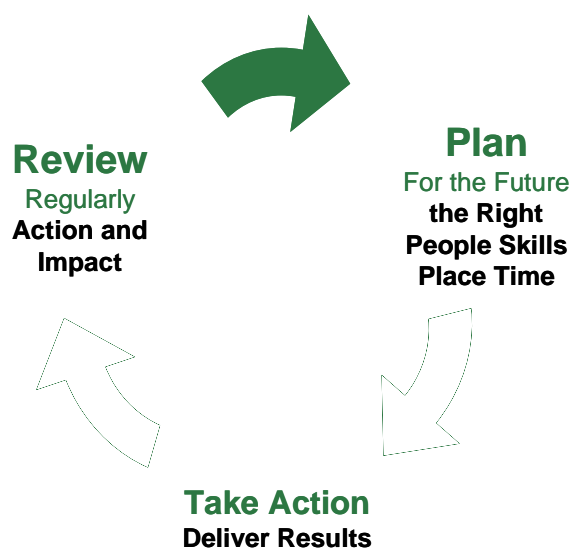 Review
Regularly
Action and
Impact
Plan
For the Future
the Right
People Skills
Place Time
Take Action
Deliver Results